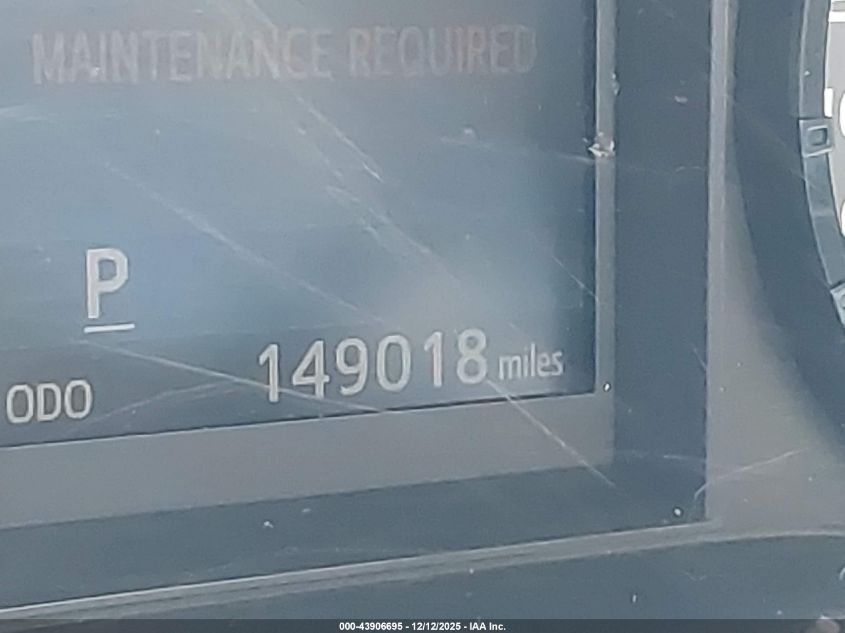 MAINTENANCE REQUIRED
P
ODO 149018 miles
000-43906695 - 12/12/2025 - IAA Inc.